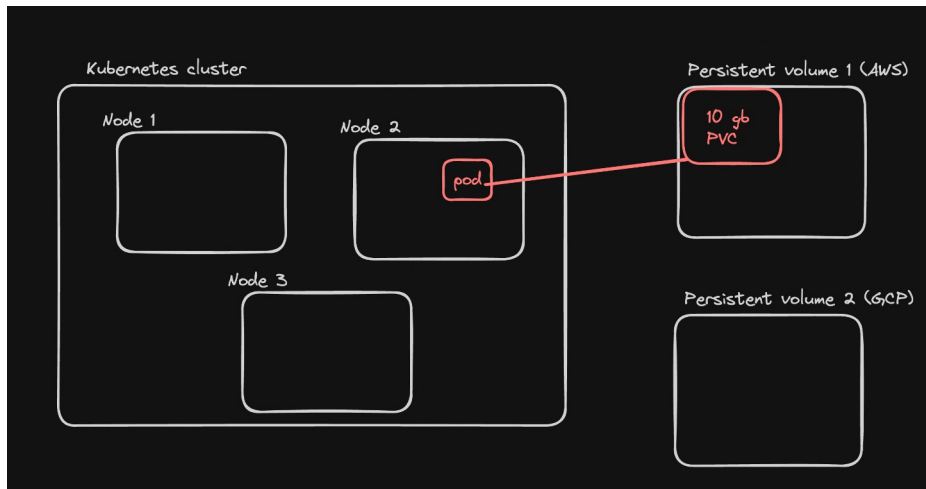 Kubernetes cluster
Persistent volume 1 (AWS)
Node 1
Node 2
10 gb
PVC
pod
Node 3
Persistent volume 2 (GCP)